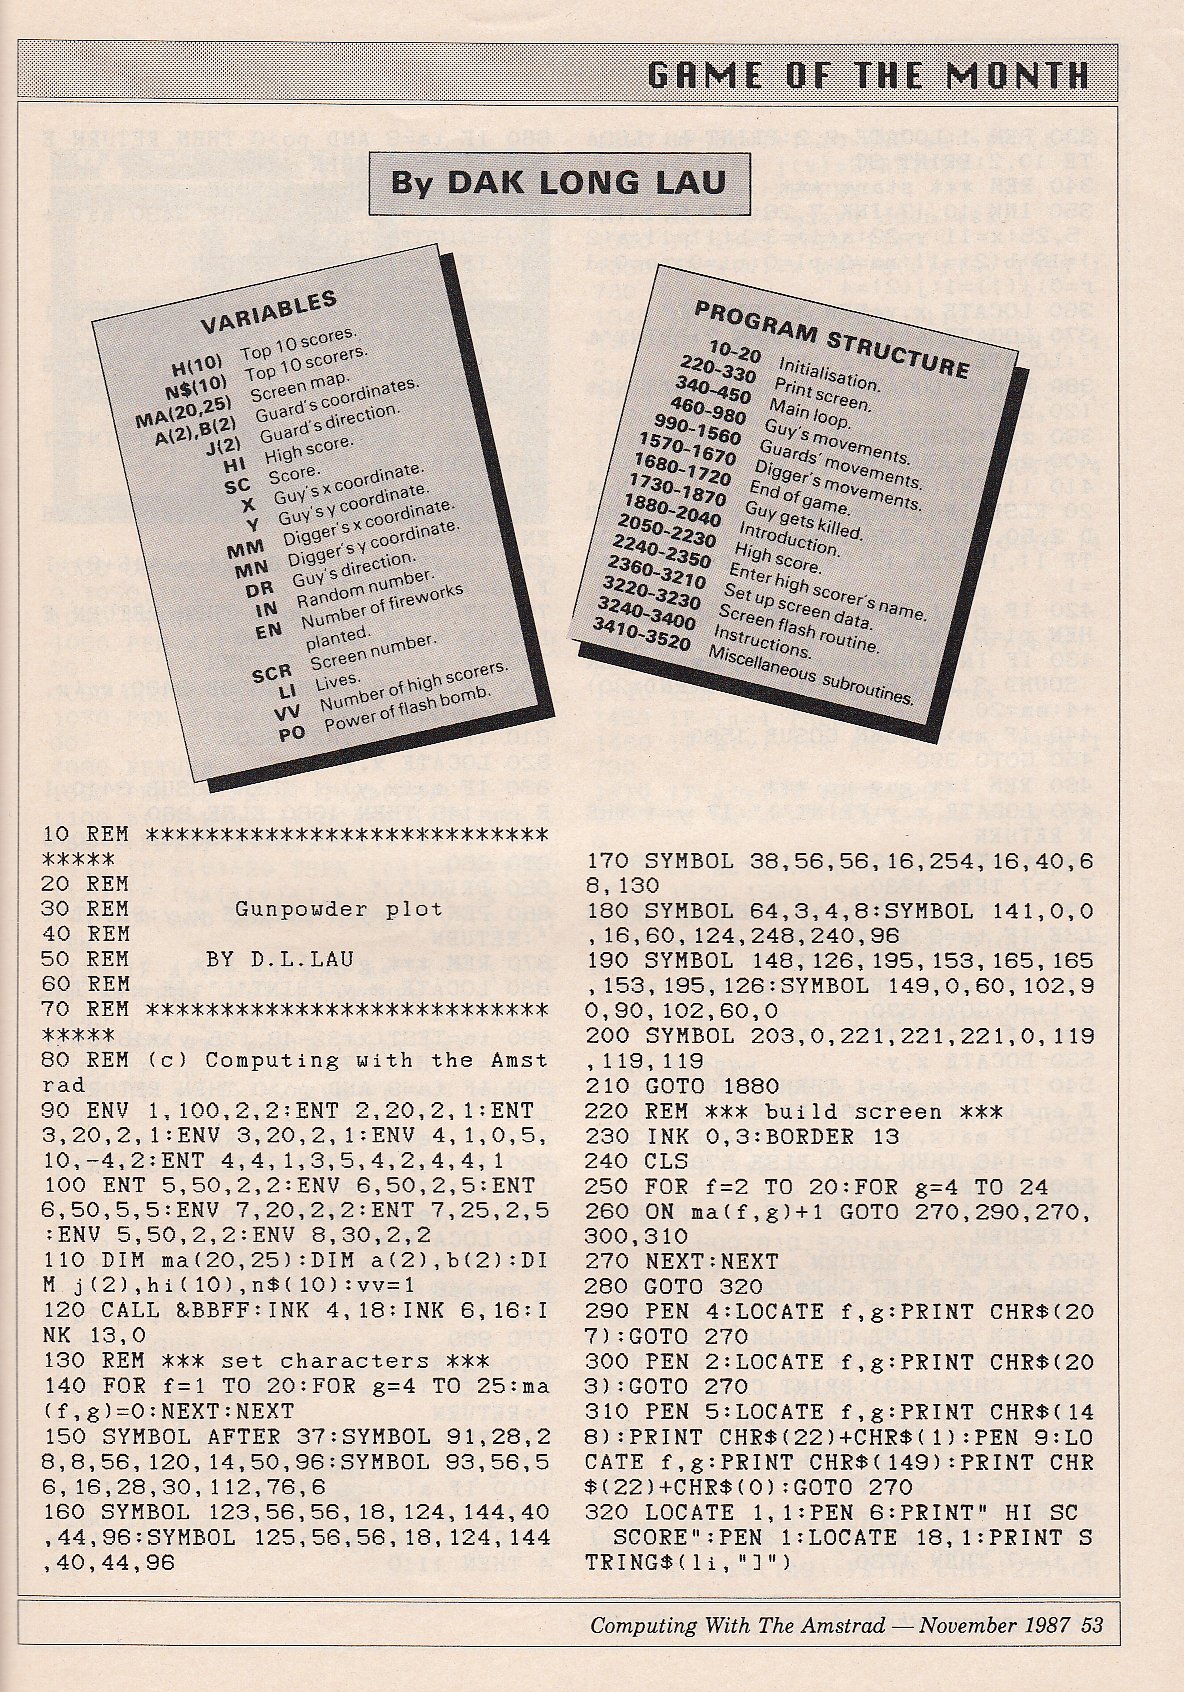 GAME OF THE MONTH
By DAK LONG LAU
VARIABLES
H(10) Top 10 scores.
N$(10) Top 10 scorers.
MA(20,25) Screen map.
A(2),B(2) Guard's coordinates.
J(2) Guard's direction.
HI High score.
SC Score.
X Guy's x coordinate.
Y Guy's y coordinate.
MM Digger's x coordinate.
MN Digger's y coordinate.
DR Guy's direction.
IN Random number.
EN Number of fireworks
planted.
SCR Screen number.
LI Lives.
VV Number of high scorers.
PO Power of flash bomb.
PROGRAM STRUCTURE
10-20 Initialisation.
220-330 Print screen.
340-450 Main loop.
460-980 Guy's movements.
990-1560 Guards' movements.
1570-1670 Digger's movements.
1680-1720 End of game.
1730-1870 Guy gets killed.
1880-2040 Introduction.
2050-2230 High score.
2240-2350 Enter high scorer's name.
2360-3210 Set up screen data.
3220-3230 Screen flash routine.
3240-3400 Instructions.
3410-3520 Miscellaneous subroutines.
10 REM ****************************
*****
20 REM
30 REM Gunpowder plot
40 REM
50 REM BY D.L.LAU
60 REM
70 REM ****************************
*****
80 REM (c) Computing with the Amst
rad
90 ENV 1,100,2,2:ENT 2,20,2,1:ENT
3,20,2,1:ENV 3,20,2,1:ENV 4,1,0,5,
10,-4,2:ENT 4,4,1,3,5,4,2,4,4,1
100 ENT 5,50,2,2:ENV 6,50,2,5:ENT
6,50,5,5:ENV 7,20,2,2:ENT 7,25,2,5
:ENV 5,50,2,2:ENV 8,30,2,2
110 DIM ma(20,25):DIM a(2),b(2):DI
M j(2),hi(10),n$(10):vv=1
120 CALL &BBFF:INK 4,18:INK 6,16:I
NK 13,0
130 REM *** set characters ***
140 FOR f=1 TO 20:FOR g=4 TO 25:ma
(f,g)=0:NEXT:NEXT
150 SYMBOL AFTER 37:SYMBOL 91,28,2
8,8,56,120,14,50,96:SYMBOL 93,56,5
6,16,28,30,112,76,6
160 SYMBOL 123,56,56,18,124,144,40
,44,96:SYMBOL 125,56,56,18,124,144
,40,44,96
170 SYMBOL 38,56,56,16,254,16,40,6
8,130
180 SYMBOL 64,3,4,8:SYMBOL 141,0,0
,16,60,124,248,240,96
190 SYMBOL 148,126,195,153,165,165
,153,195,126:SYMBOL 149,0,60,102,9
0,90,102,60,0
200 SYMBOL 203,0,221,221,221,0,119
,119,119
210 GOTO 1880
220 REM *** build screen ***
230 INK 0,3:BORDER 13
240 CLS
250 FOR f=2 TO 20:FOR g=4 TO 24
260 ON ma(f,g)+1 GOTO 270,290,270,
300,310
270 NEXT:NEXT
280 GOTO 320
290 PEN 4:LOCATE f,g:PRINT CHR$(20
7):GOTO 270
300 PEN 2:LOCATE f,g:PRINT CHR$(20
3):GOTO 270
310 PEN 5:LOCATE f,g:PRINT CHR$(14
8):PRINT CHR$(22)+CHR$(1):PEN 9:LO
CATE f,g:PRINT CHR$(149):PRINT CHR
$(22)+CHR$(0):GOTO 270
320 LOCATE 1,1:PEN 6:PRINT" HI SC
SCORE":PEN 1:LOCATE 18,1:PRINT S
TRING$(li,"]")
Computing With The Amstrad — November 1987 53